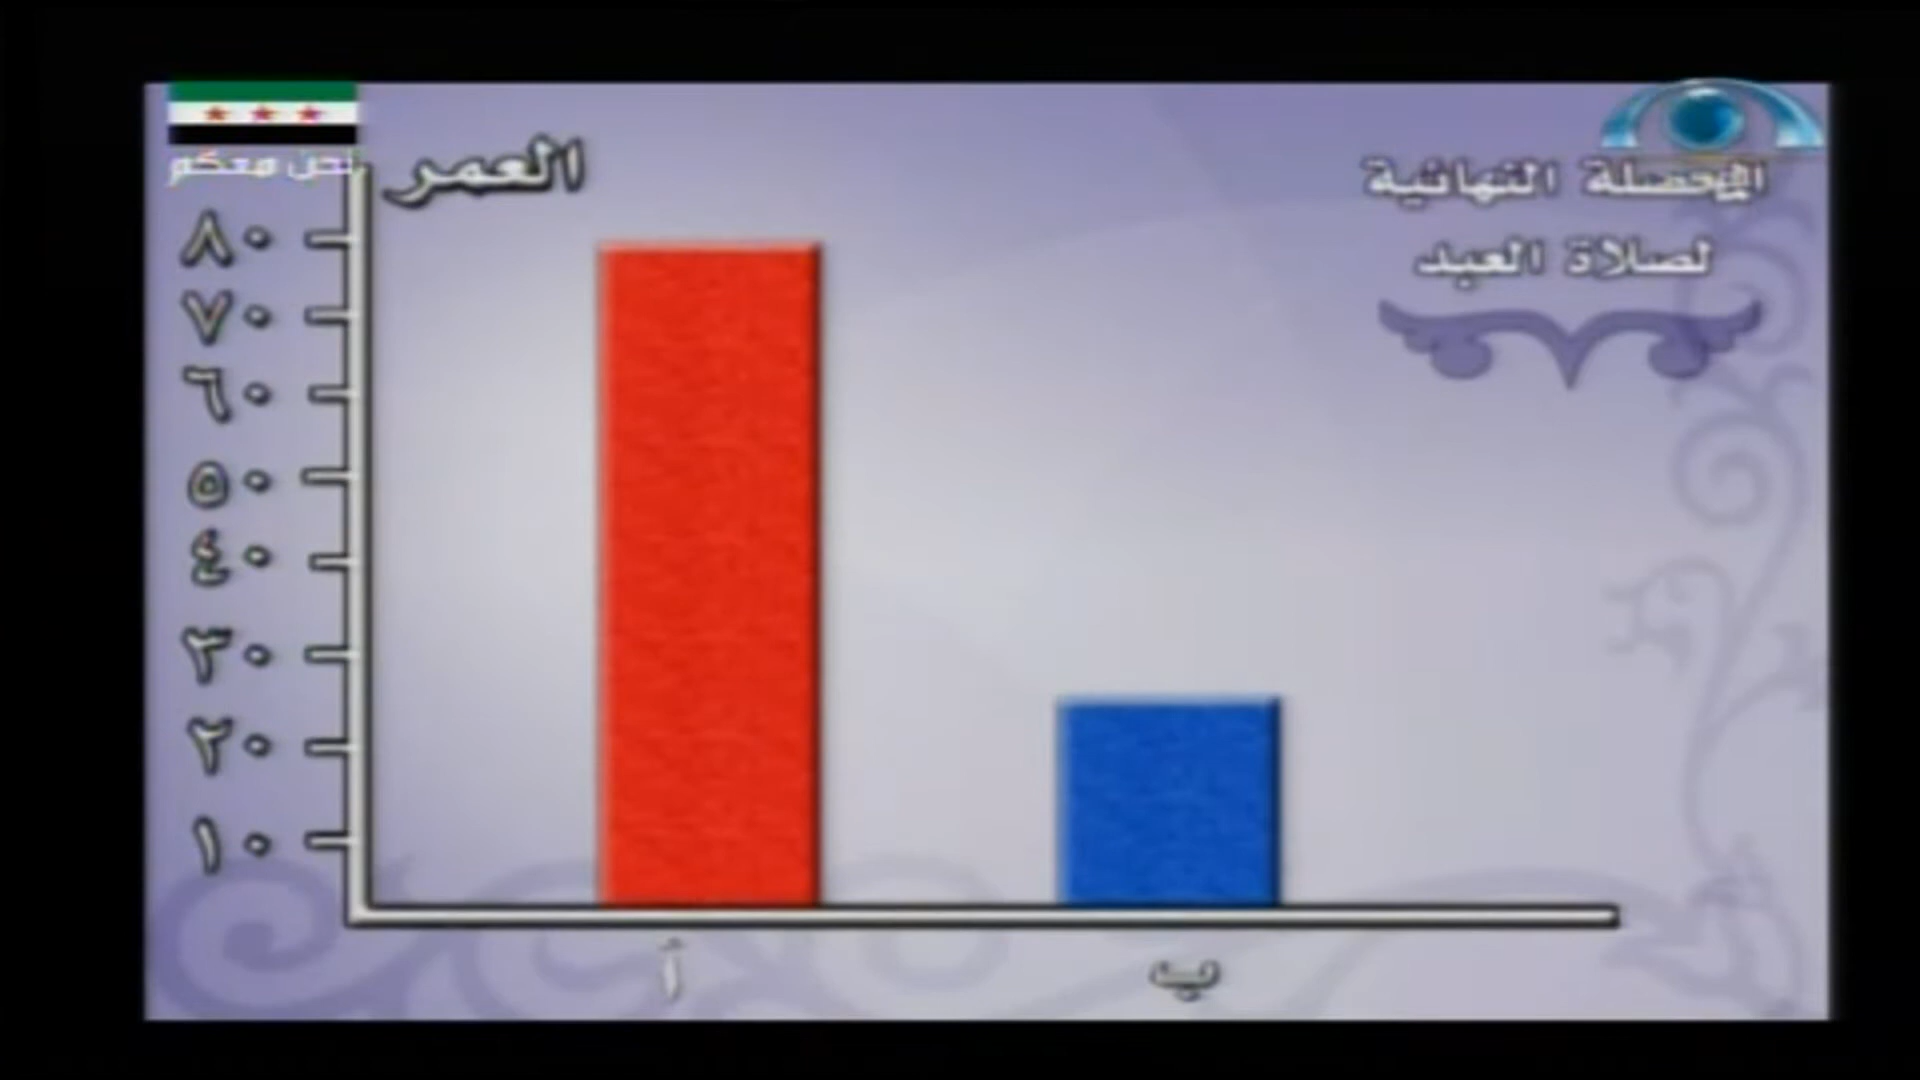 المحصلة النهائية
لصلاة العبد
العمر
نحن معكم
٨٠
٧٠
٦٠
٥٠
٤٠
٣٠
٢٠
١٠
أ
ب